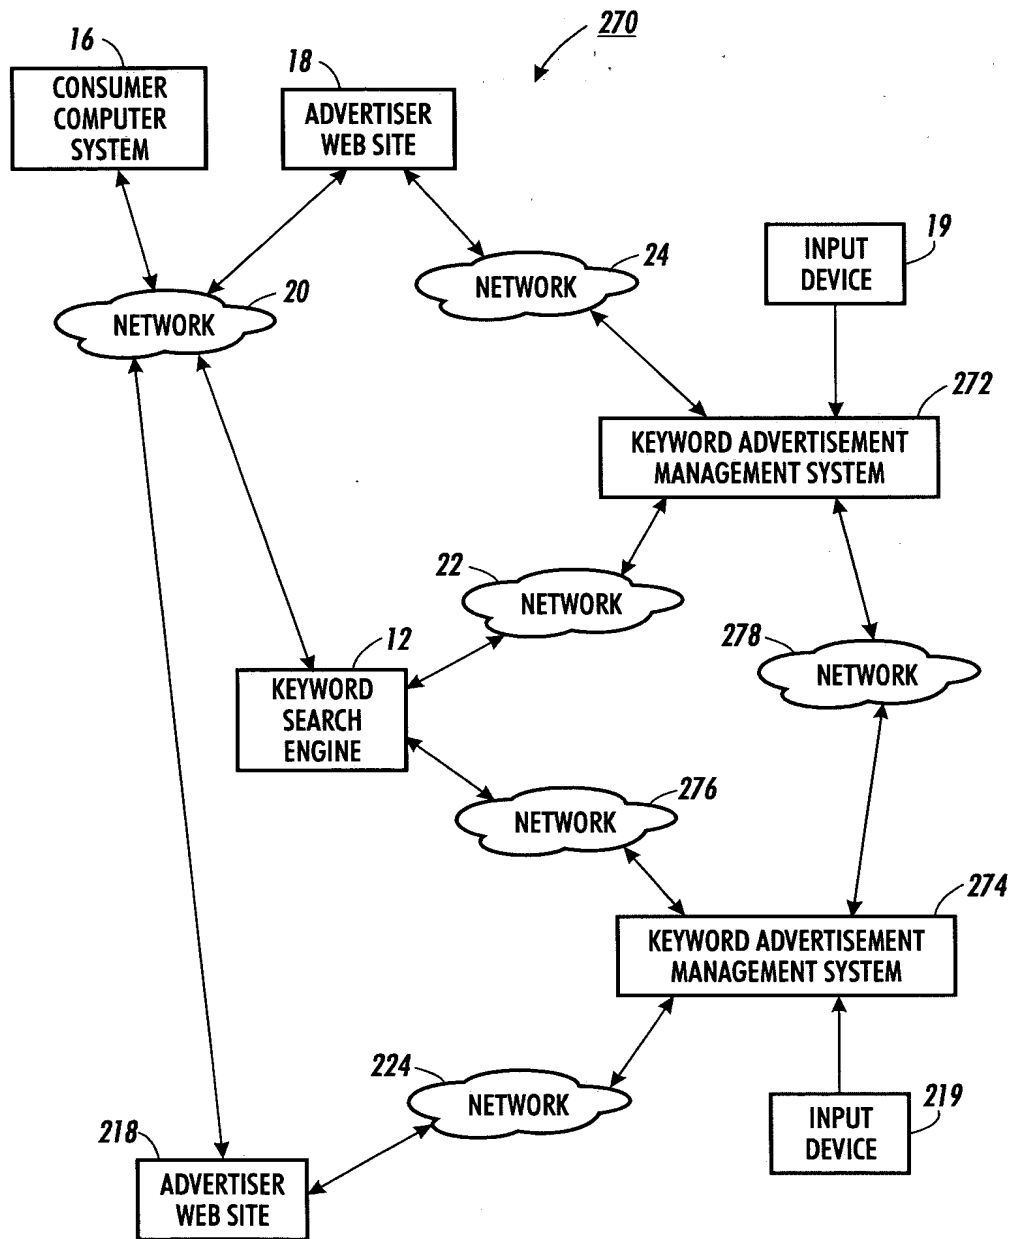 270
16
CONSUMER
COMPUTER
SYSTEM
18
ADVERTISER
WEB SITE
19
INPUT
DEVICE
24
NETWORK
20
NETWORK
272
KEYWORD ADVERTISEMENT
MANAGEMENT SYSTEM
22
NETWORK
278
NETWORK
12
KEYWORD
SEARCH
ENGINE
276
NETWORK
274
KEYWORD ADVERTISEMENT
MANAGEMENT SYSTEM
224
NETWORK
219
INPUT
DEVICE
218
ADVERTISER
WEB SITE